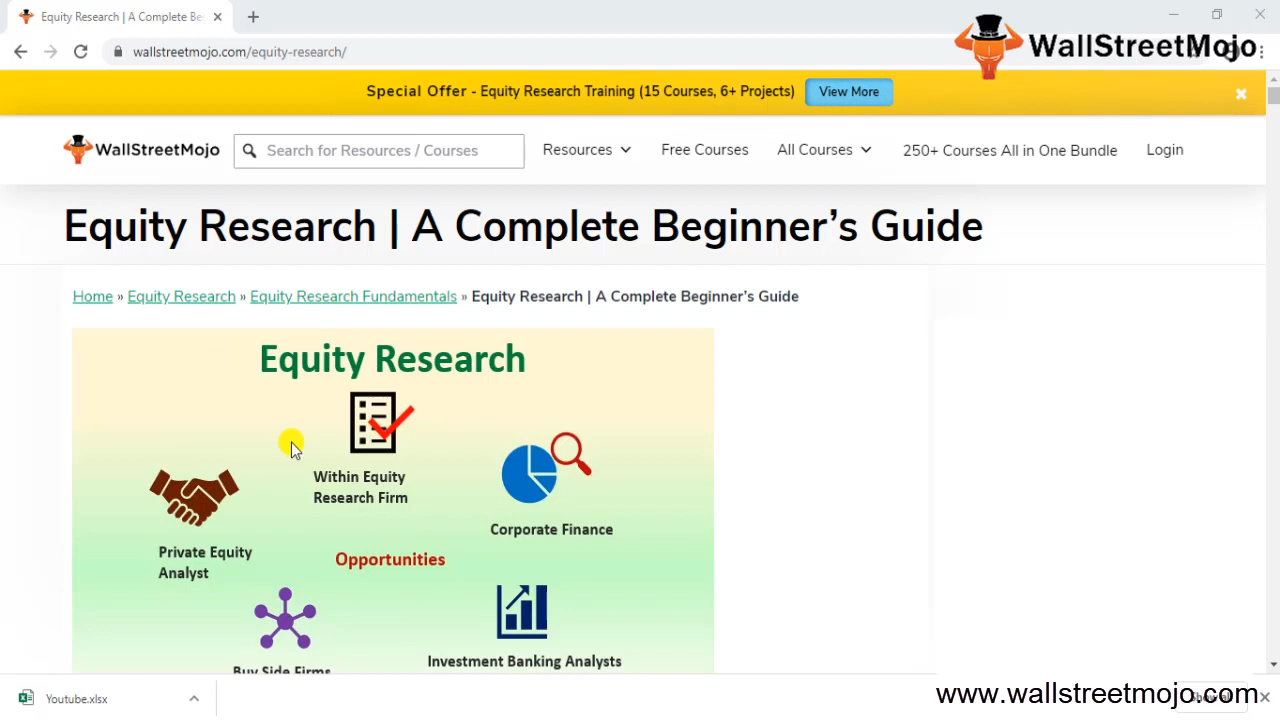 Equity Research | A Complete Be
wallstreetmojo.com/equity-research/
WallStreetMojo
Special Offer - Equity Research Training (15 Courses, 6+ Projects) View More
WallStreetMojo Search for Resources / Courses Resources Free Courses All Courses 250+ Courses All in One Bundle Login
Equity Research | A Complete Beginner's Guide
Home » Equity Research » Equity Research Fundamentals » Equity Research | A Complete Beginner's Guide
Equity Research
Within Equity
Research Firm
Corporate Finance
Private Equity
Analyst
Opportunities
Buy Side Firms
Investment Banking Analysts
Youtube.xlsx
www.wallstreetmojo.com